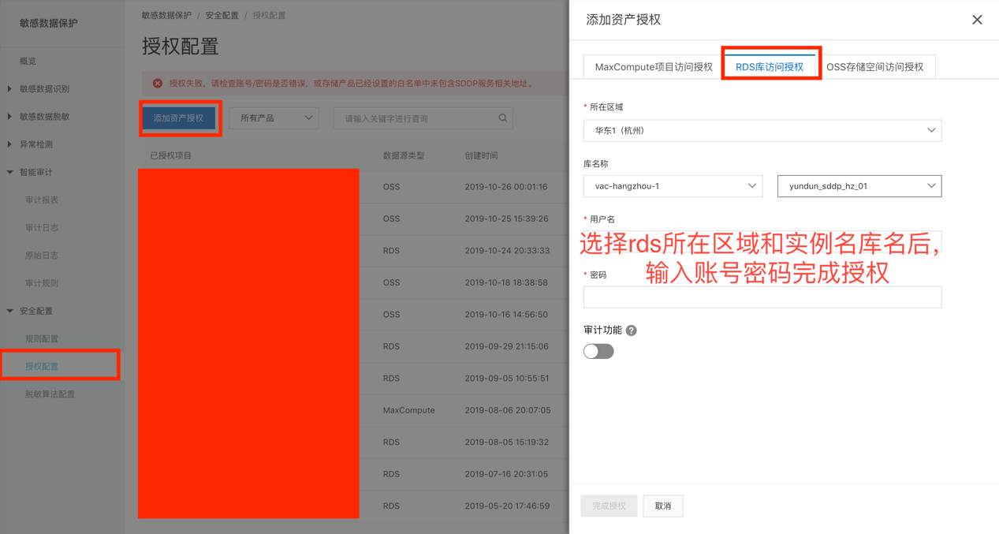 敏感数据保护
概览
敏感数据识别
敏感数据脱敏
异常检测
智能审计
审计报表
审计日志
原始日志
审计规则
安全配置
规则配置
授权配置
脱敏算法配置
敏感数据保护 / 安全配置 / 授权配置
授权配置
授权失败，请检查账号/密码是否错误，或存储产品已经设置的白名单中未包含SDDP服务相关地址。
添加资产授权 所有产品 请输入关键字进行查询
已授权项目 数据源类型 创建时间
OSS 2019-10-26 00:01:16
OSS 2019-10-25 15:39:26
RDS 2019-10-24 20:33:33
OSS 2019-10-18 18:38:58
OSS 2019-10-16 14:56:50
RDS 2019-09-29 21:15:06
RDS 2019-09-05 10:55:51
MaxCompute 2019-08-06 20:07:05
RDS 2019-08-05 15:19:32
RDS 2019-07-16 20:31:05
RDS 2019-05-20 17:46:59
添加资产授权
MaxCompute项目访问授权 RDS库访问授权 OSS存储空间访问授权
* 所在区域
华东1（杭州）
库名称
vac-hangzhou-1 yundun_sddp_hz_01
* 用户名
选择rds所在区域和实例名库名后,
输入账号密码完成授权
* 密码
审计功能 ?
完成授权 取消